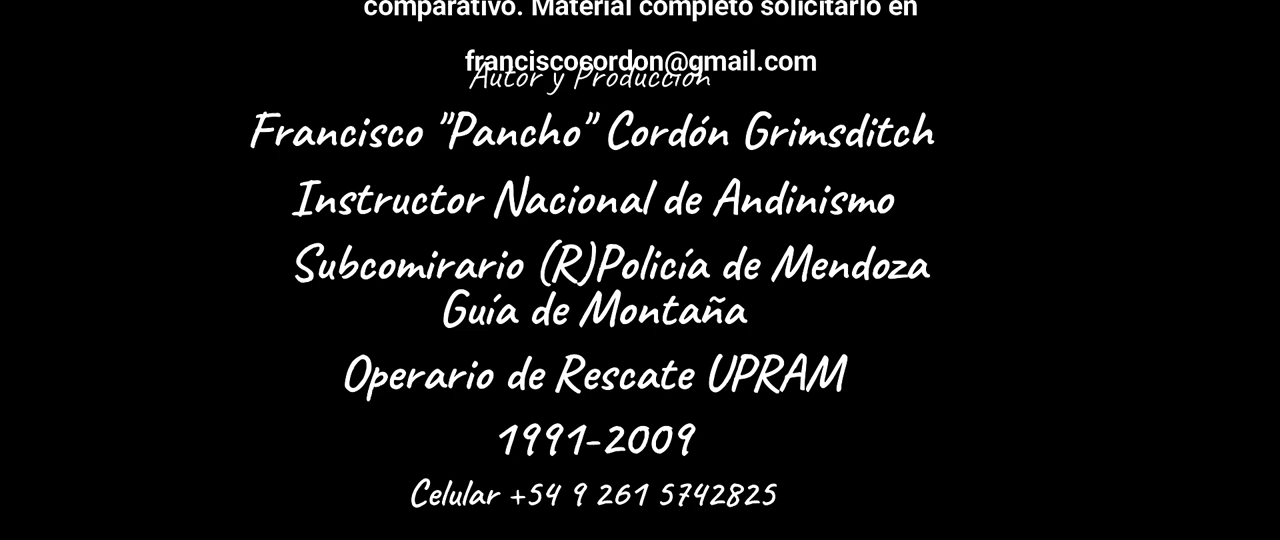 comparativo. Material completo solicitarlo en
franciscocordon@gmail.com
Autor y Producción
Francisco "Pancho" Cordón Grimsditch
Instructor Nacional de Andinismo
Subcomirario (R)Policía de Mendoza
Guía de Montaña
Operario de Rescate UPRAM
1991-2009
Celular +54 9 261 5742825